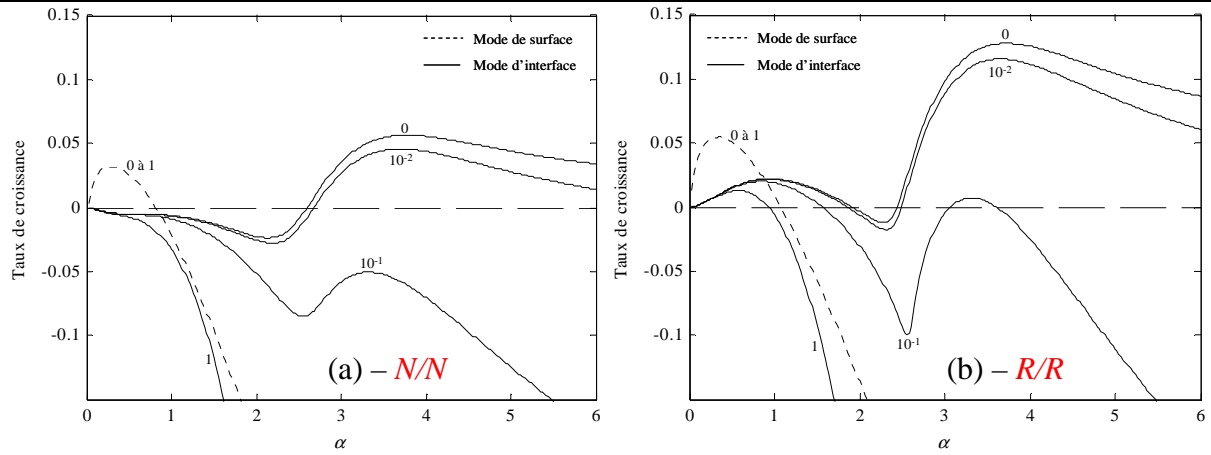 0.15
0.1
0.05
0
-0.05
-0.1
Taux de croissance
Mode de surface
Mode d'interface
0 à 1
0
10-2
10-1
1
(a) – N/N
0 1 2 3 4 5 6
α
0.15
0.1
0.05
0
-0.05
-0.1
Taux de croissance
Mode de surface
Mode d'interface
0 à 1
0
10-2
10-1
1
(b) – R/R
0 1 2 3 4 5 6
α